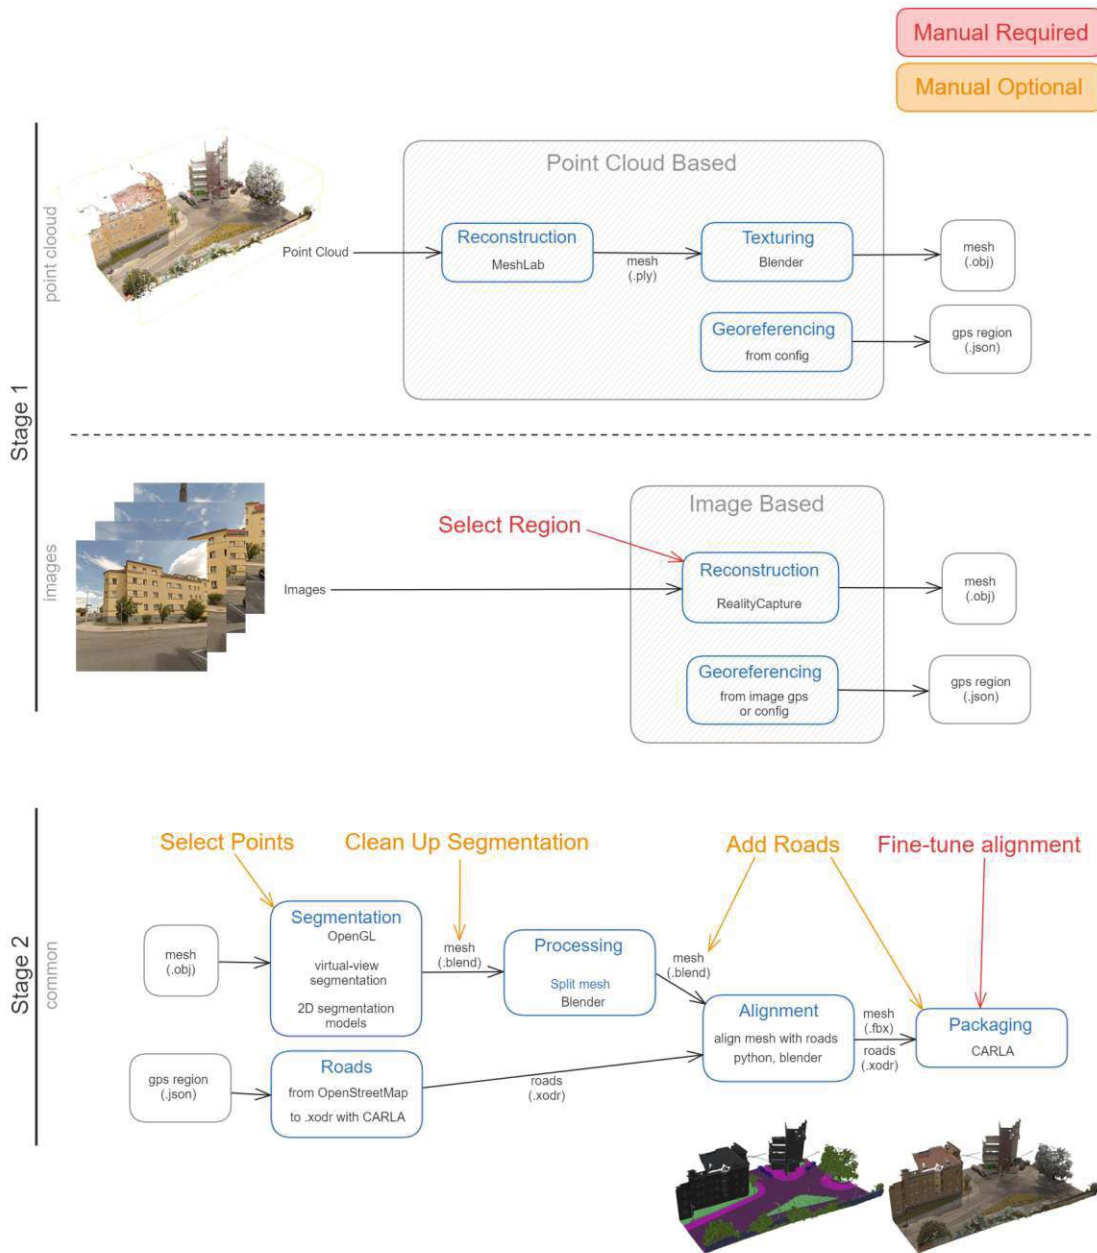 Manual Required
Manual Optional
Stage 1
point clooud
Point Cloud
Point Cloud Based
Reconstruction
MeshLab
mesh
(.ply)
Texturing
Blender
mesh
(.obj)
Georeferencing
from config
gps region
(.json)
images
Images
Select Region
Image Based
Reconstruction
RealityCapture
mesh
(.obj)
Georeferencing
from image gps
or config
gps region
(.json)
Stage 2
common
Select Points
Clean Up Segmentation
Add Roads
Fine-tune alignment
mesh
(.obj)
Segmentation
OpenGL
virtual-view
segmentation
2D segmentation
models
mesh
(.blend)
Processing
Split mesh
Blender
mesh
(.blend)
Alignment
align mesh with roads
python, blender
mesh
(.fbx)
roads
(.xodr)
Packaging
CARLA
gps region
(.json)
Roads
from OpenStreetMap
to .xodr with CARLA
roads
(.xodr)